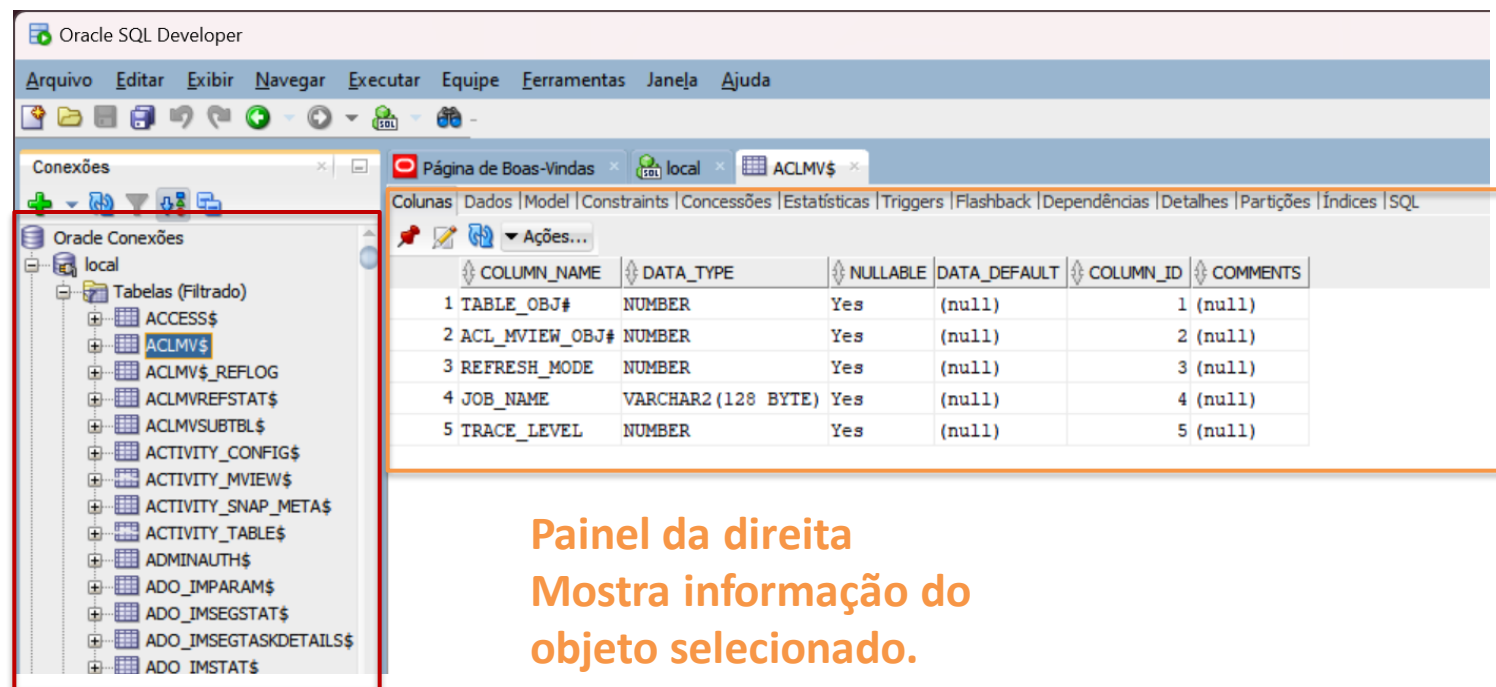 Oracle SQL Developer
Arquivo Editar Exibir Navegar Executar Equipe Ferramentas Janela Ajuda
SQL
Conexões
Oracle Conexões
local
Tabelas (Filtrado)
ACCESS$
ACLMV$
ACLMV$_REFLOG
ACLMVREFSTAT$
ACLMVSUBTBL$
ACTIVITY_CONFIG$
ACTIVITY_MVIEW$
ACTIVITY_SNAP_META$
ACTIVITY_TABLE$
ADMINAUTH$
ADO_IMPARAM$
ADO_IMSEGSTAT$
ADO_IMSEGTASKDETAILS$
ADO_IMSTAT$
Página de Boas-Vindas local ACLMV$
Colunas Dados |Model |Constraints |Concessões |Estatísticas |Triggers |Flashback |Dependências |Detalhes |Partições |Índices |SQL
Ações...
COLUMN_NAME DATA_TYPE NULLABLE DATA_DEFAULT COLUMN_ID COMMENTS
1 TABLE_OBJ# NUMBER Yes (null) 1 (null)
2 ACL_MVIEW_OBJ# NUMBER Yes (null) 2 (null)
3 REFRESH_MODE NUMBER Yes (null) 3 (null)
4 JOB_NAME VARCHAR2(128 BYTE) Yes (null) 4 (null)
5 TRACE_LEVEL NUMBER Yes (null) 5 (null)
Painel da direita
Mostra informação do
objeto selecionado.